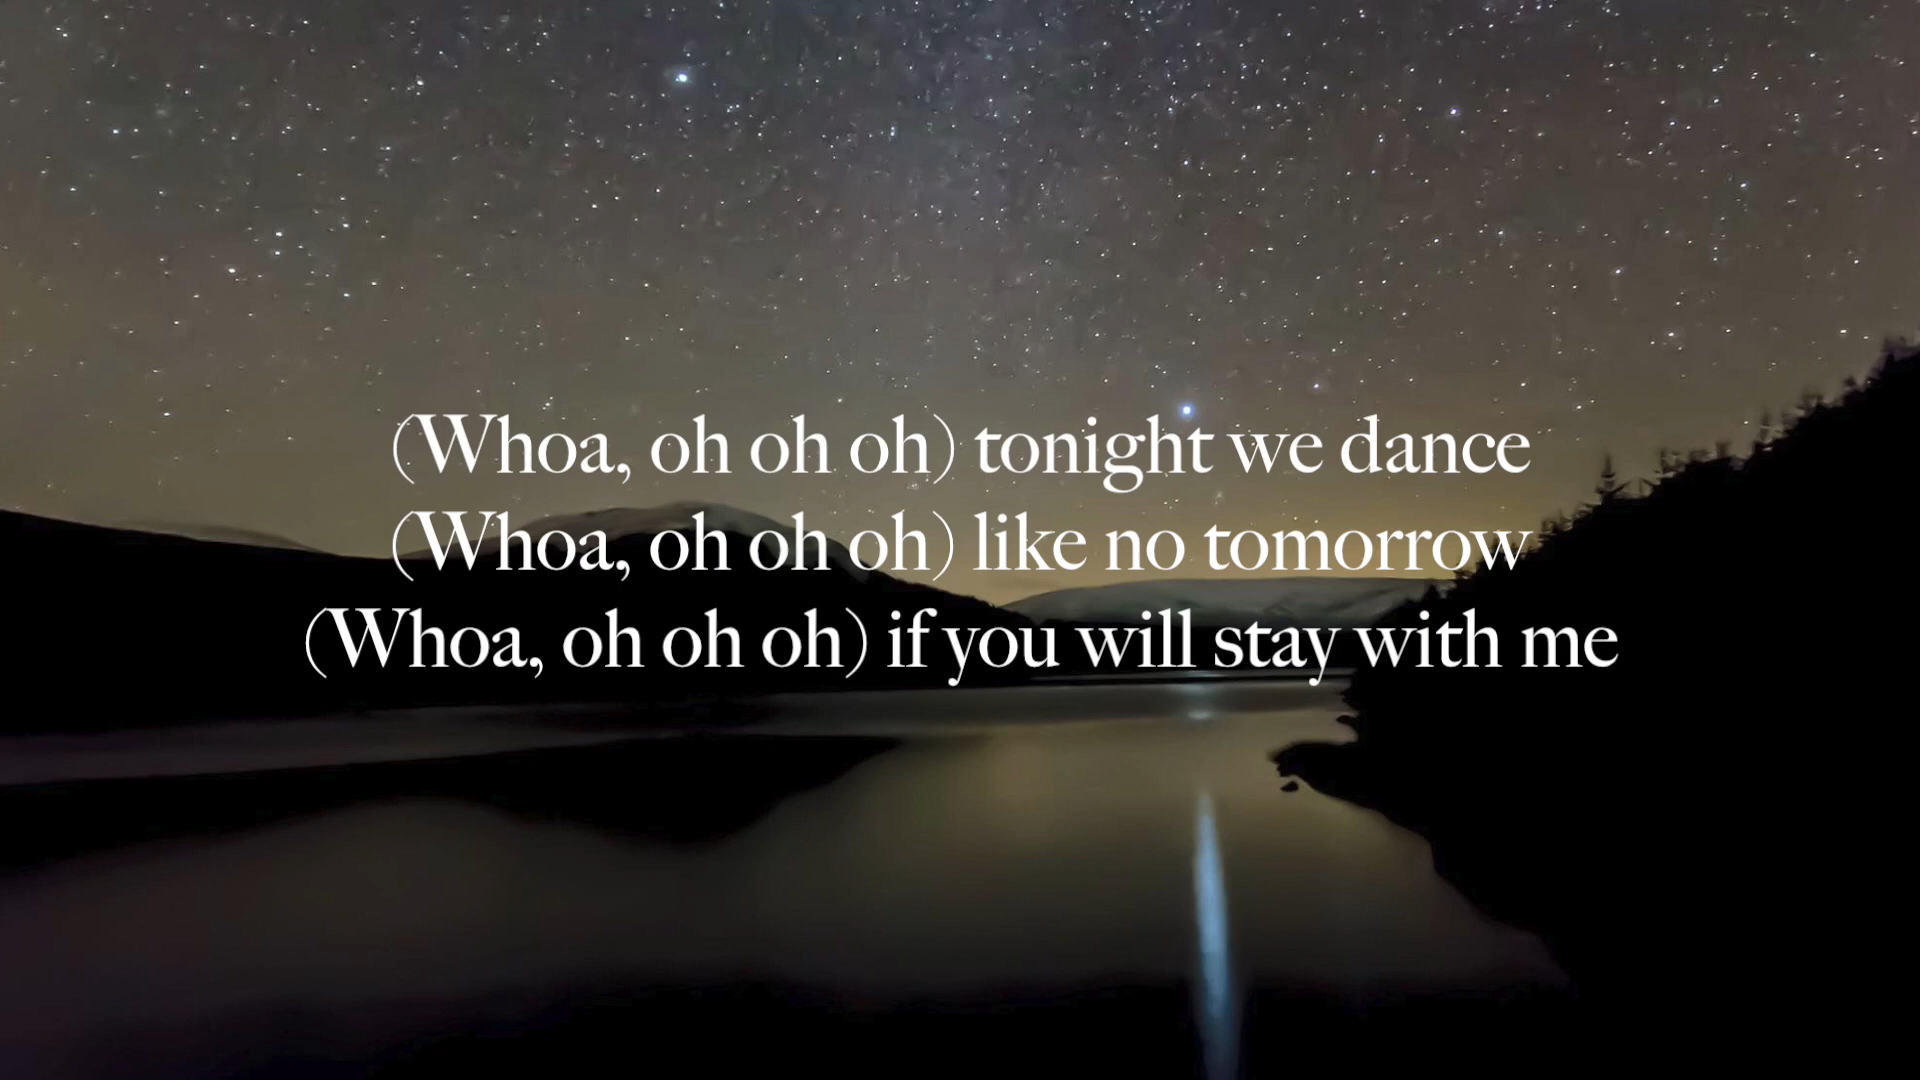 (Whoa, oh oh oh) tonight we dance
(Whoa, oh oh oh) like no tomorrow
(Whoa, oh oh oh) if you will stay with me